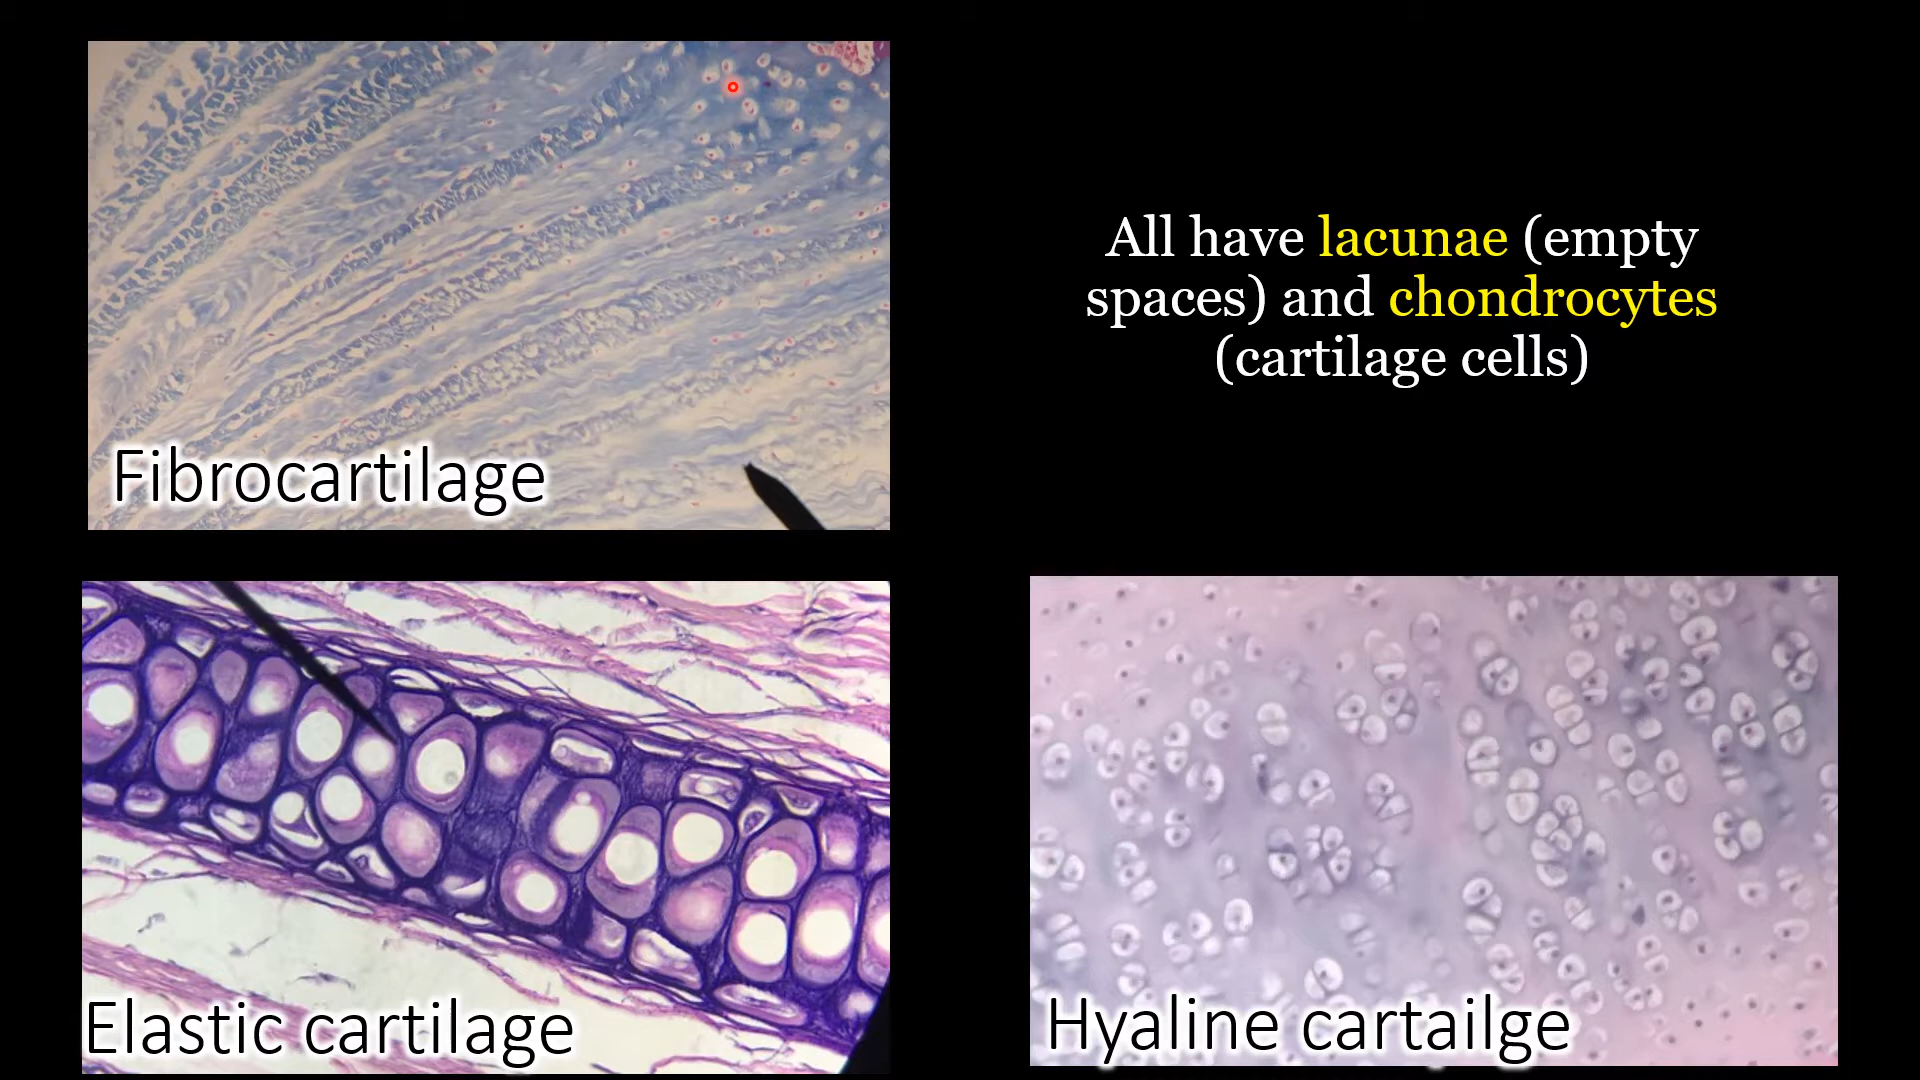 Fibrocartilage
All have lacunae (empty
spaces) and chondrocytes
(cartilage cells)
Elastic cartilage
Hyaline cartailge